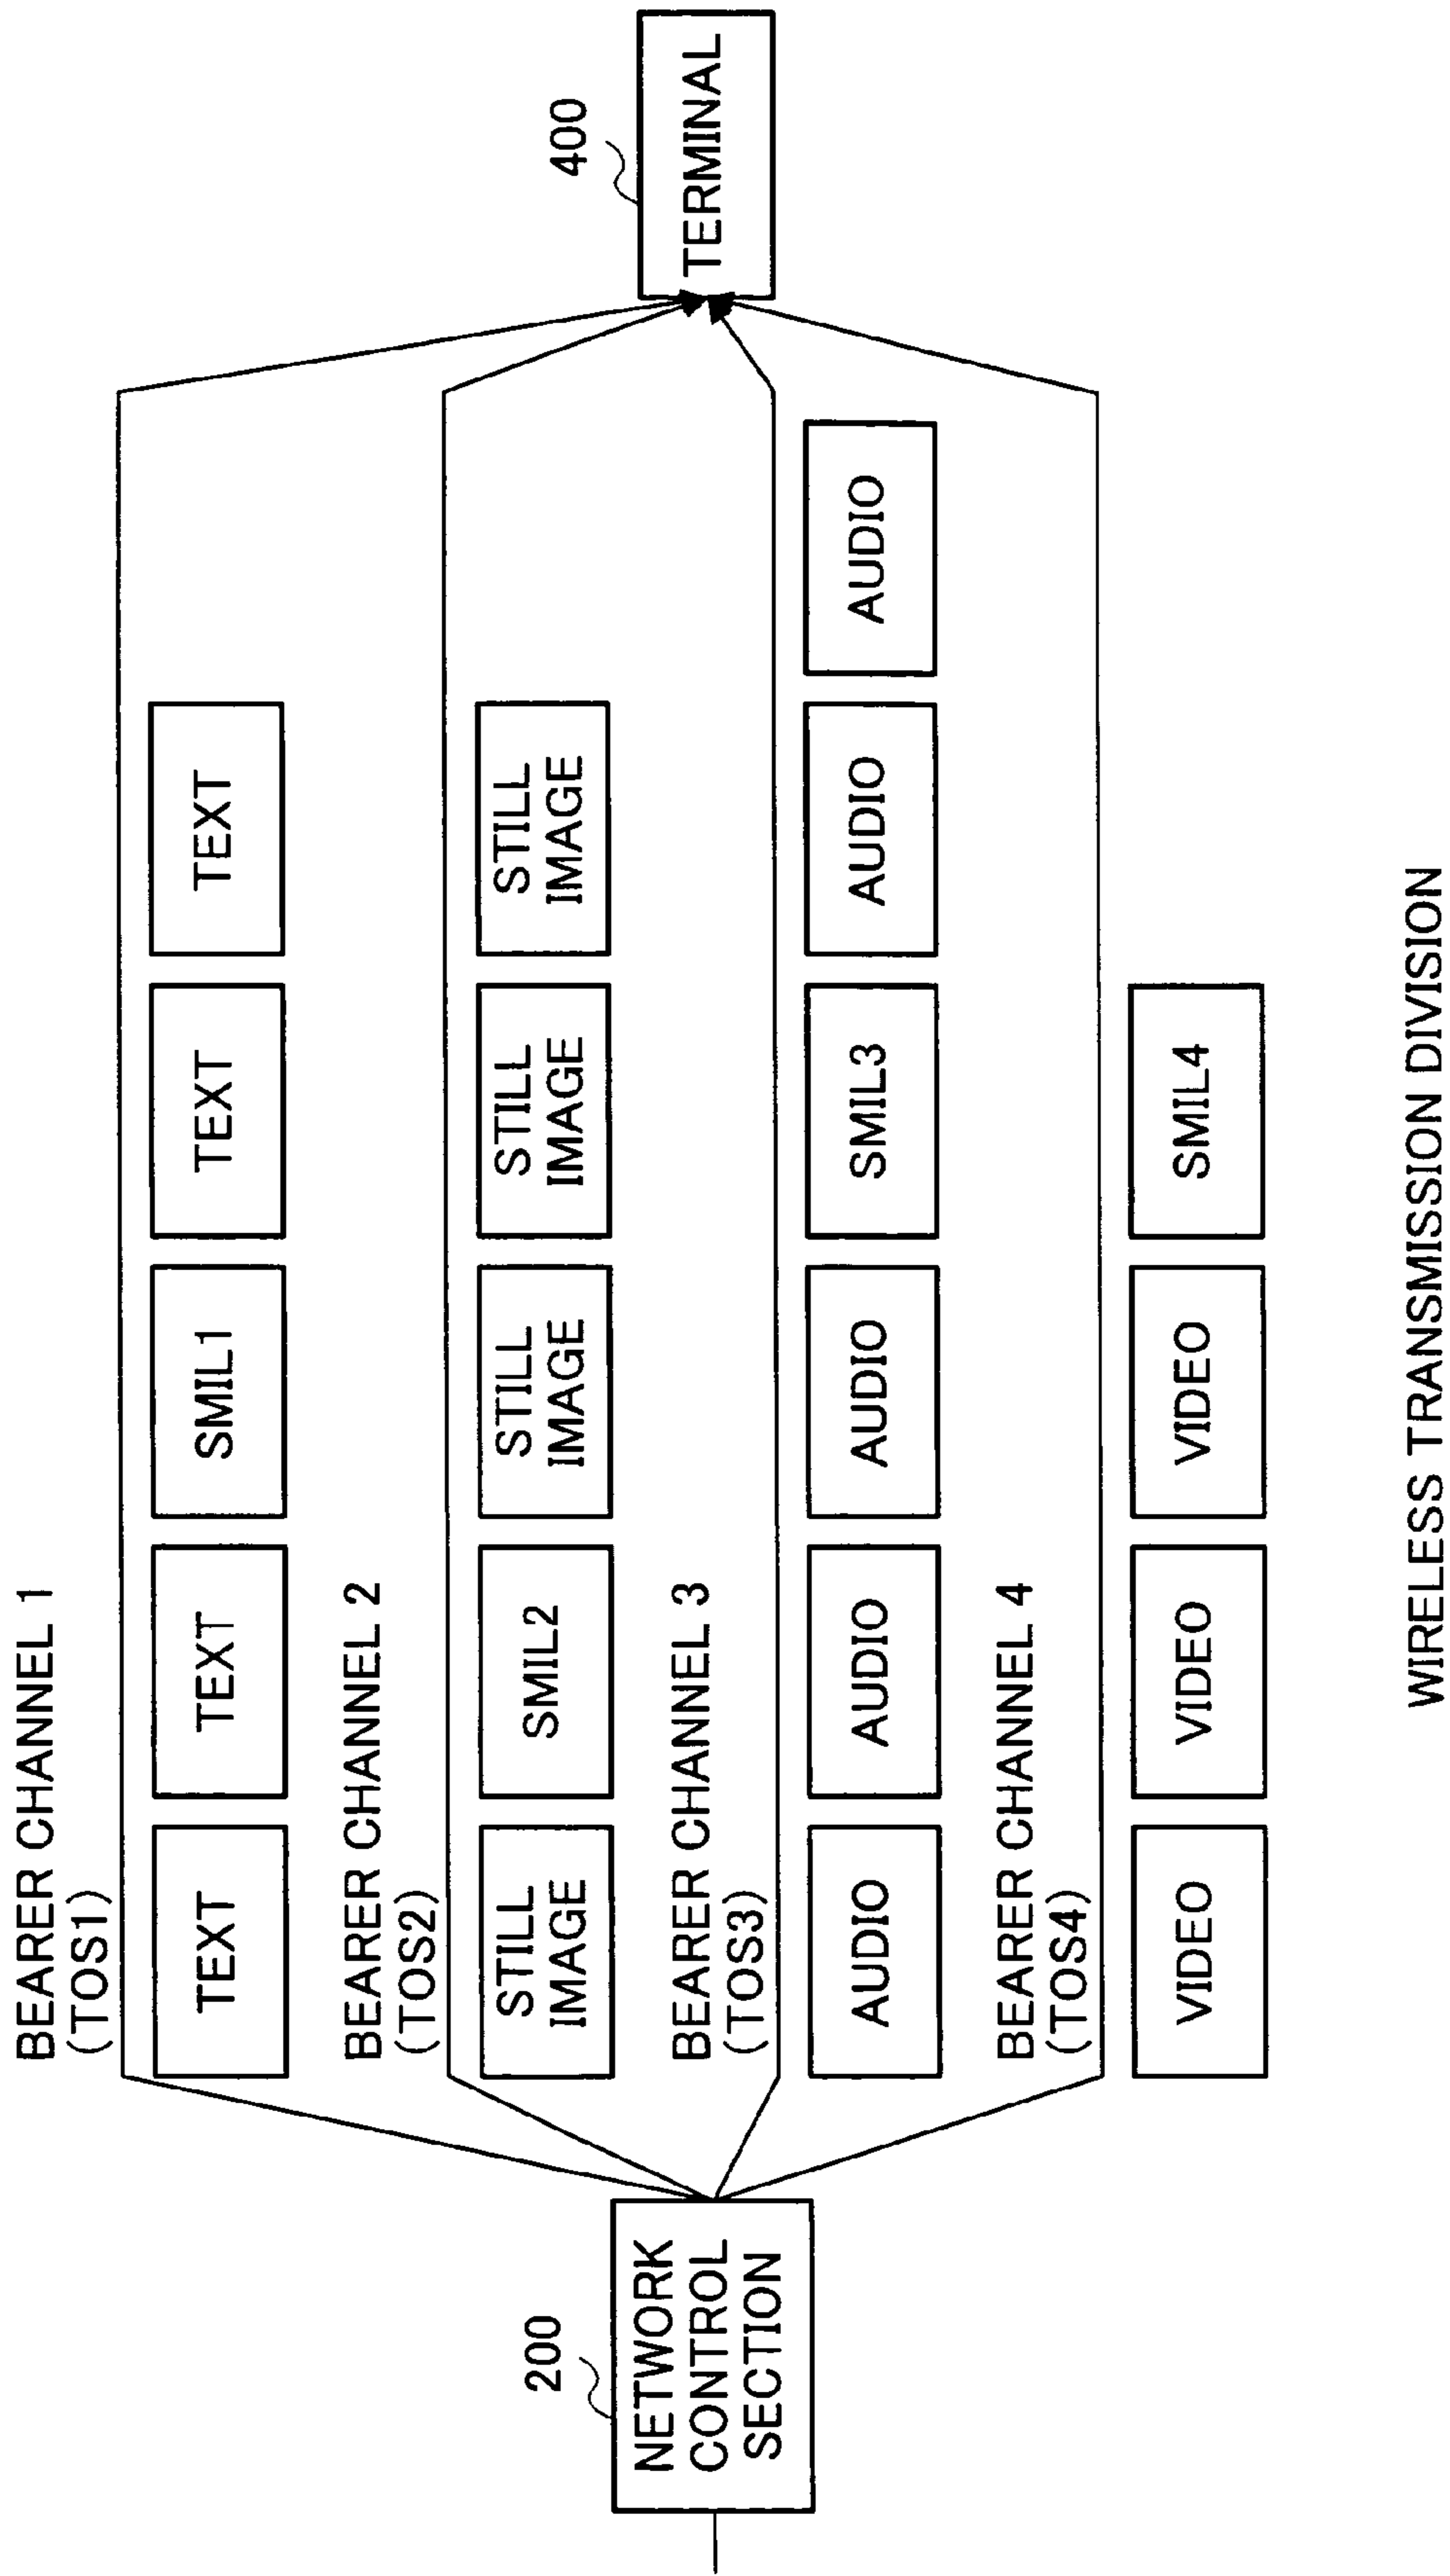 BEARER CHANNEL 1
(TOS1)
TEXT
TEXT
SMIL1
TEXT
TEXT
BEARER CHANNEL 2
(TOS2)
STILL
IMAGE
SMIL2
STILL
IMAGE
STILL
IMAGE
STILL
IMAGE
200
NETWORK
CONTROL
SECTION
400
TERMINAL
BEARER CHANNEL 3
(TOS3)
AUDIO
AUDIO
AUDIO
SMIL3
AUDIO
AUDIO
BEARER CHANNEL 4
(TOS4)
VIDEO
VIDEO
VIDEO
SMIL4
WIRELESS TRANSMISSION DIVISION